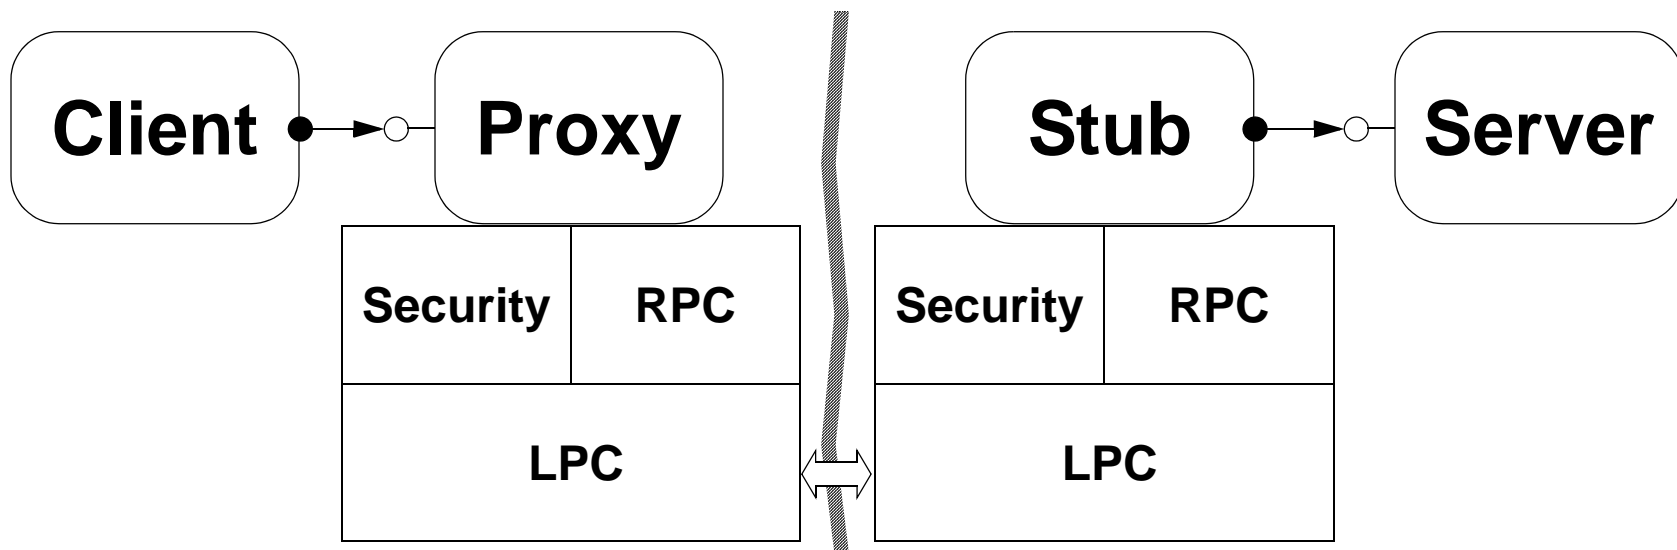 Client
Proxy
Stub
Server
Security
RPC
Security
RPC
LPC
LPC